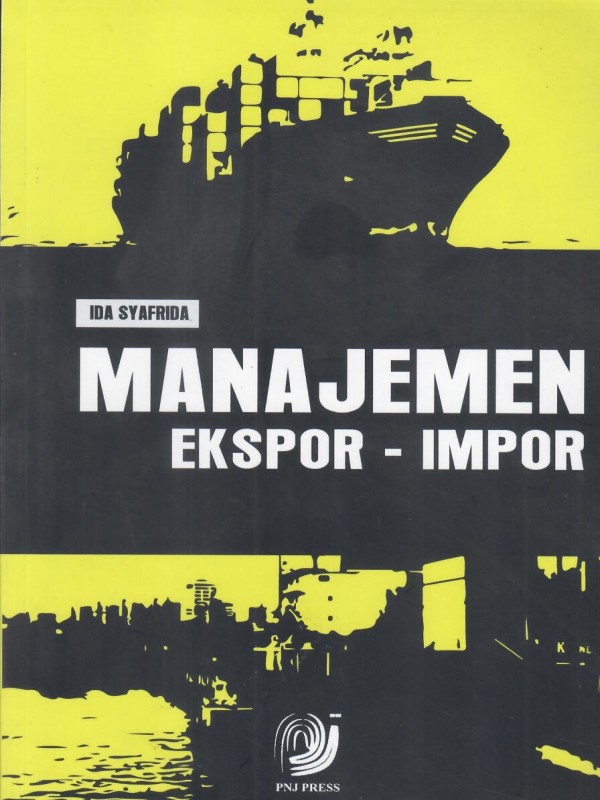 IDA SYAFRIDA
MANAJEMEN
EKSPOR - IMPOR
PNJ PRESS